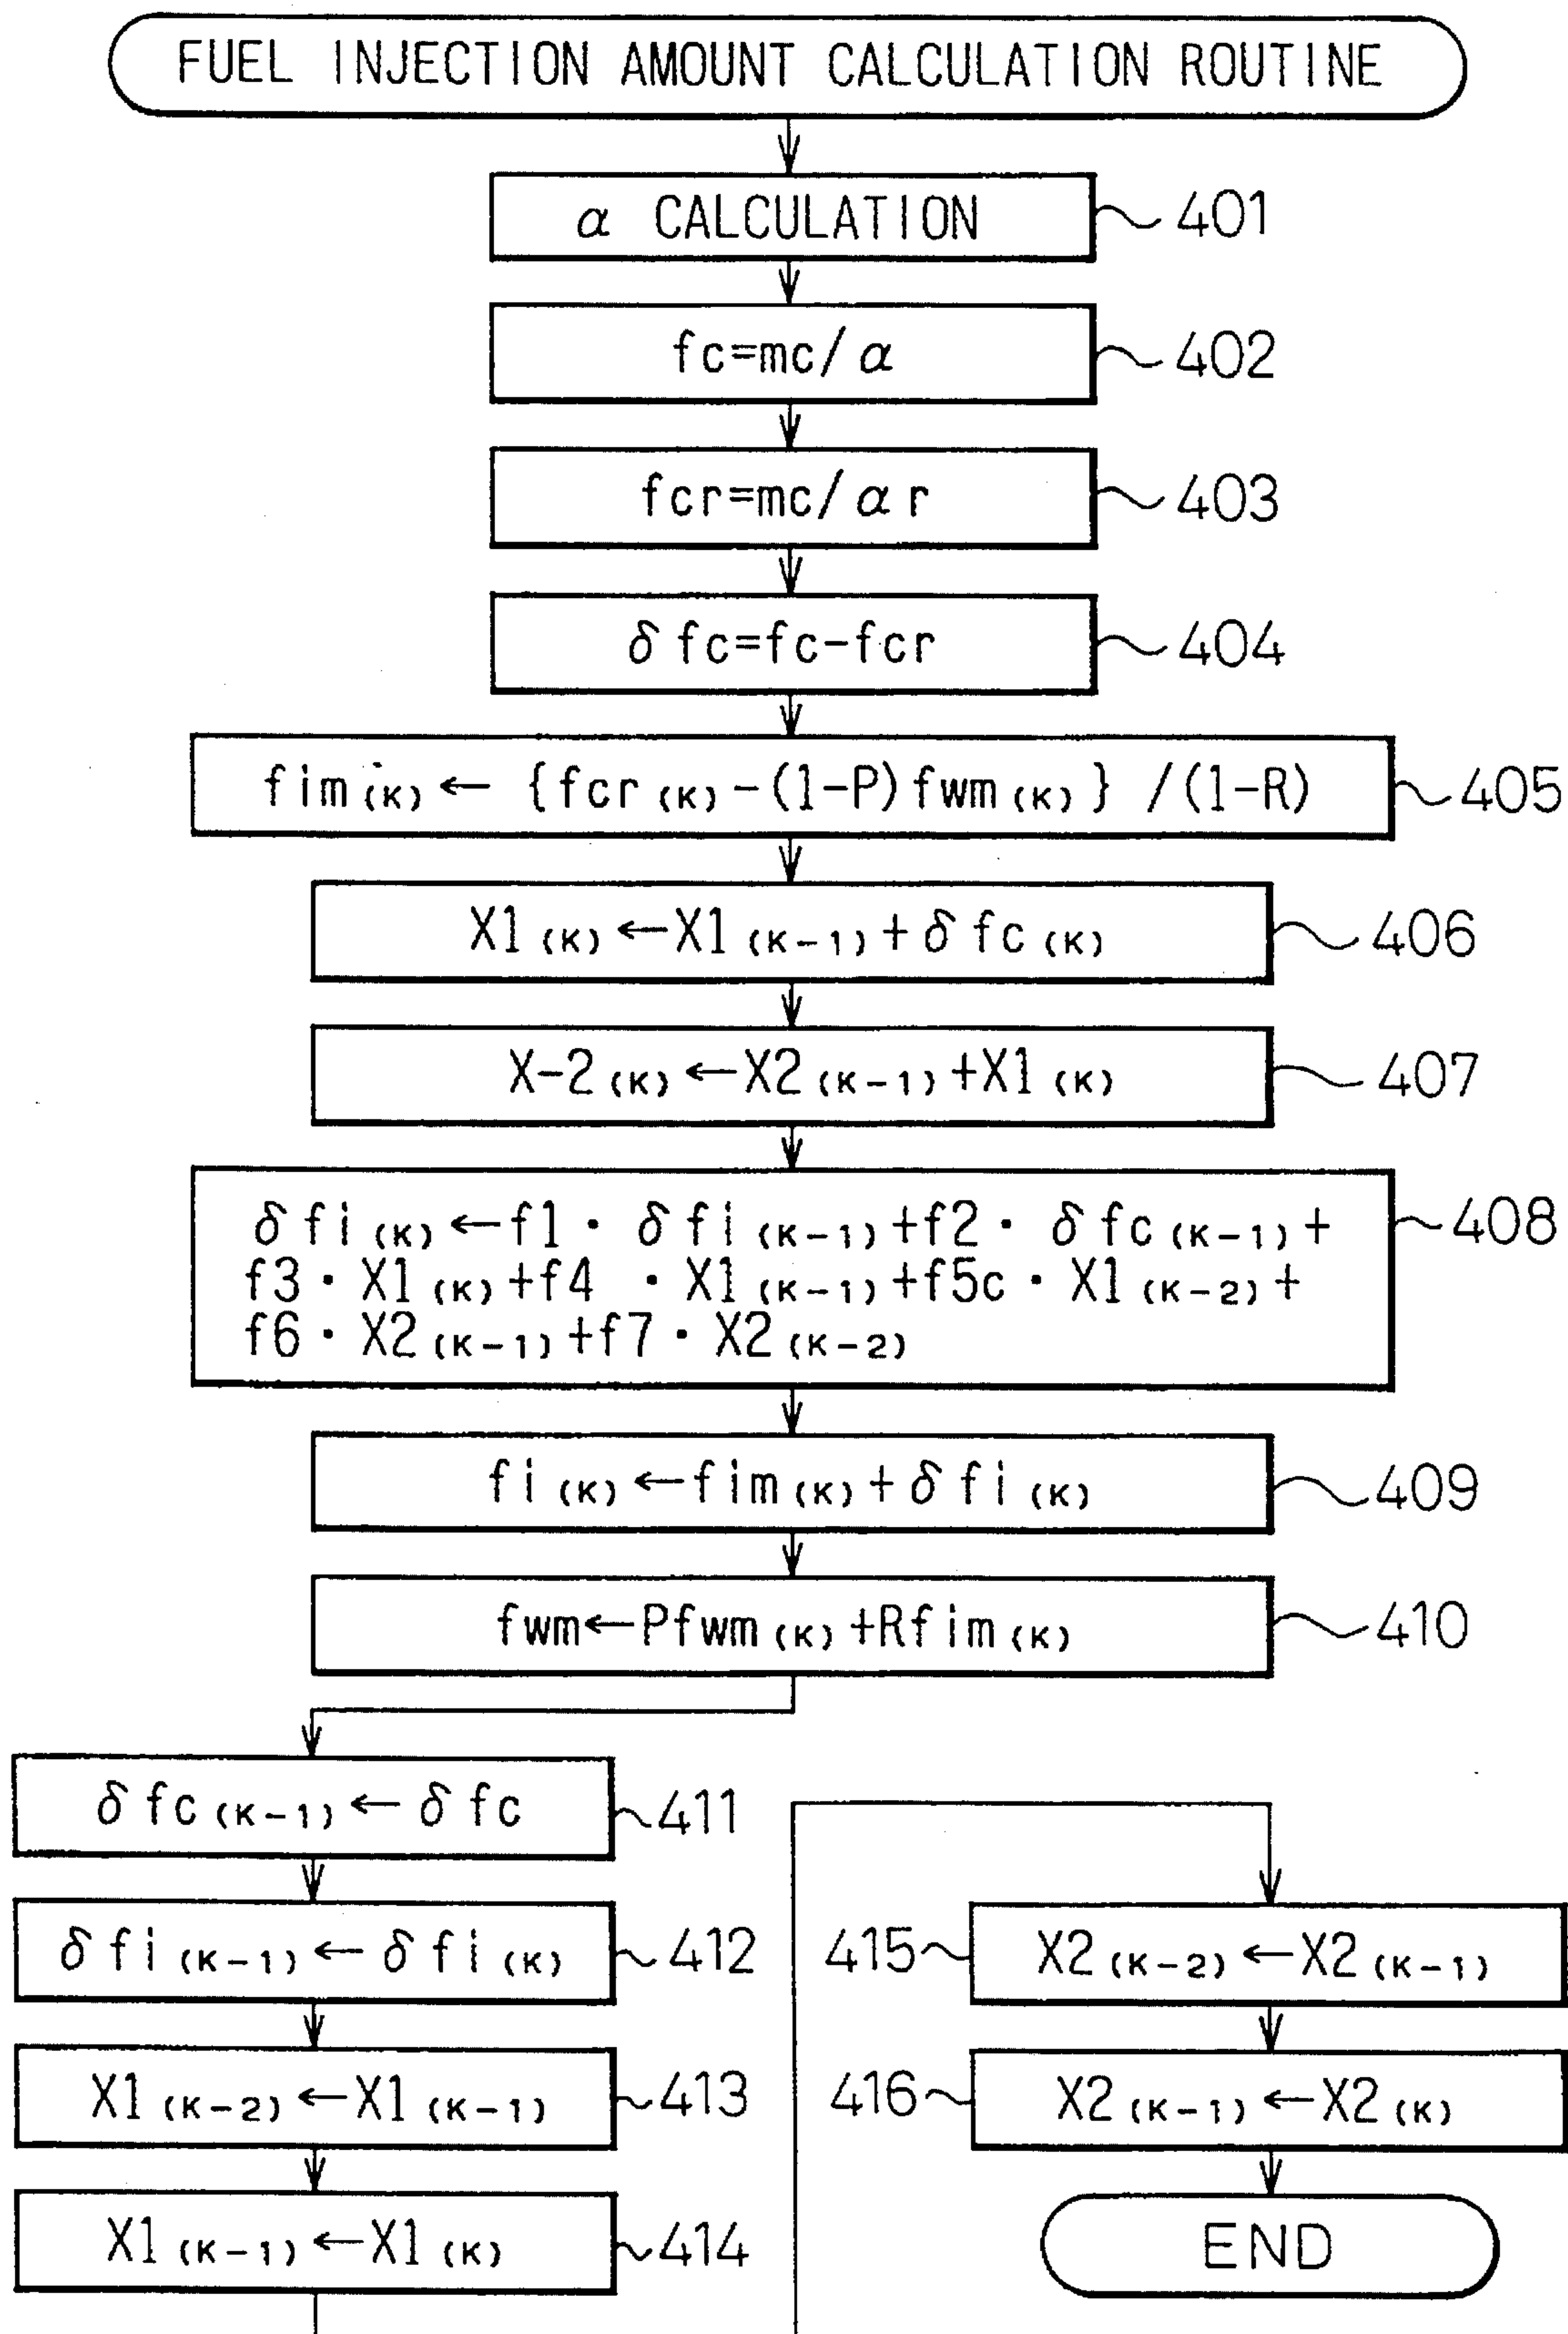 FUEL INJECTION AMOUNT CALCULATION ROUTINE
α CALCULATION
401
fc=mc/α
402
fcr=mc/αr
403
δfc=fc-fcr
404
fim(K)← {fcr(K)-(1-P)fwm(K)} /(1-R)
405
X1(K)←X1(K-1)+δfc(K)
406
X-2(K)←X2(K-1)+X1(K)
407
δfi(K)←f1・δfi(K-1)+f2・δfc(K-1)+
f3・X1(K)+f4 ・X1(K-1)+f5c・X1(K-2)+
f6・X2(K-1)+f7・X2(K-2)
408
fi(K)←fim(K)+δfi(K)
409
fwm←Pfwm(K)+Rfim(K)
410
δfc(K-1)←δfc
411
δfi(K-1)←δfi(K)
412
X1(K-2)←X1(K-1)
413
X1(K-1)←X1(K)
414
415
X2(K-2)←X2(K-1)
416
X2(K-1)←X2(K)
END